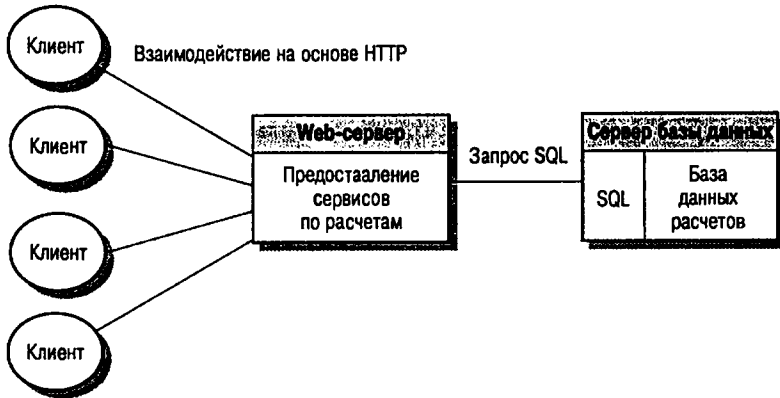 Клиент
Взаимодействие на основе HTTP
Клиент
Клиент
Клиент
Web-сервер
Предостааление
сервисов
по расчетам
Запрос SQL
Сервер базы данных
SQL
База
данных
расчетов